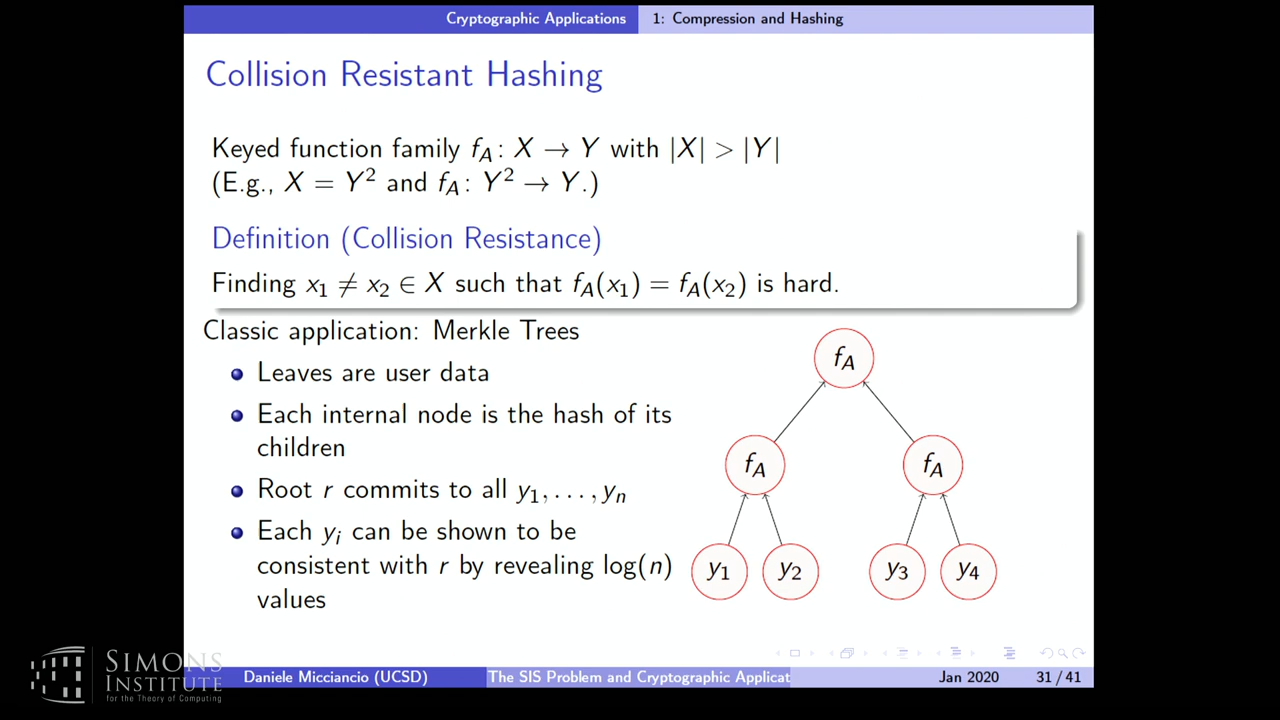 Cryptographic Applications 1: Compression and Hashing
Collision Resistant Hashing
Keyed function family f_A : X → Y with |X| > |Y|
(E.g., X = Y² and f_A : Y² → Y.)
Definition (Collision Resistance)
Finding x₁ ≠ x₂ ∈ X such that f_A(x₁) = f_A(x₂) is hard.
Classic application: Merkle Trees
Leaves are user data
Each internal node is the hash of its
children
Root r commits to all y₁, . . . , yₙ
Each yᵢ can be shown to be
consistent with r by revealing log(n)
values
f_A
f_A f_A
y₁ y₂ y₃ y₄
SIMONS
INSTITUTE
for the Theory of Computing
Daniele Micciancio (UCSD) The SIS Problem and Cryptographic Applicat Jan 2020 31 / 41